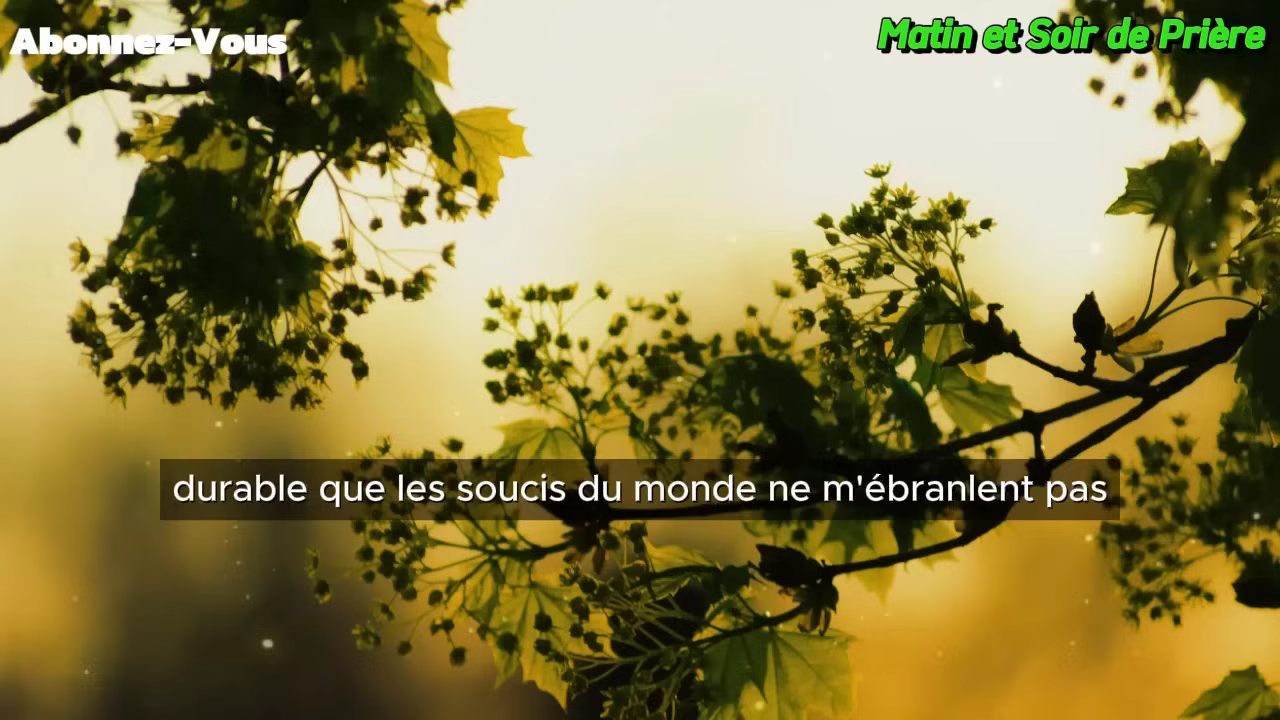 Abonnez-Vous
Matin et Soir de Prière
durable que les soucis du monde ne m'ébranlent pas